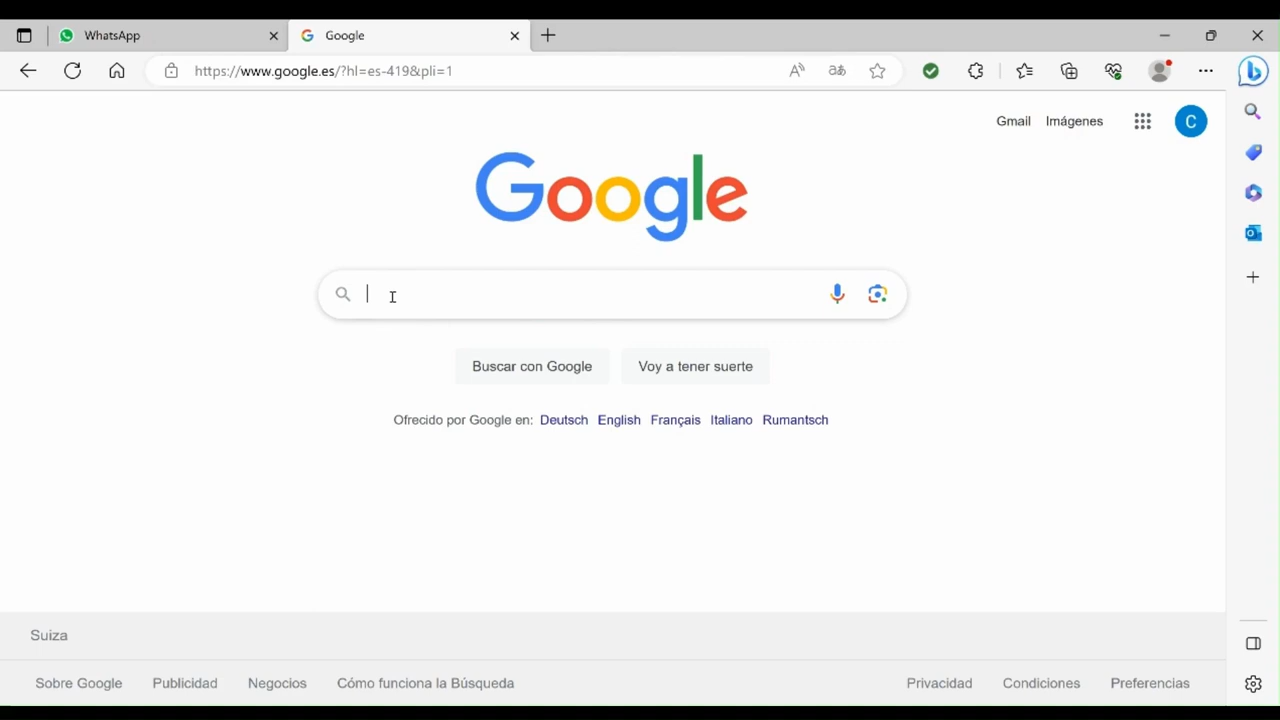 WhatsApp
Google
https://www.google.es/?hl=es-419&pli=1
Gmail Imágenes
C
Google
Buscar con Google Voy a tener suerte
Ofrecido por Google en: Deutsch English Français Italiano Rumantsch
Suiza
Sobre Google Publicidad Negocios Cómo funciona la Búsqueda Privacidad Condiciones Preferencias